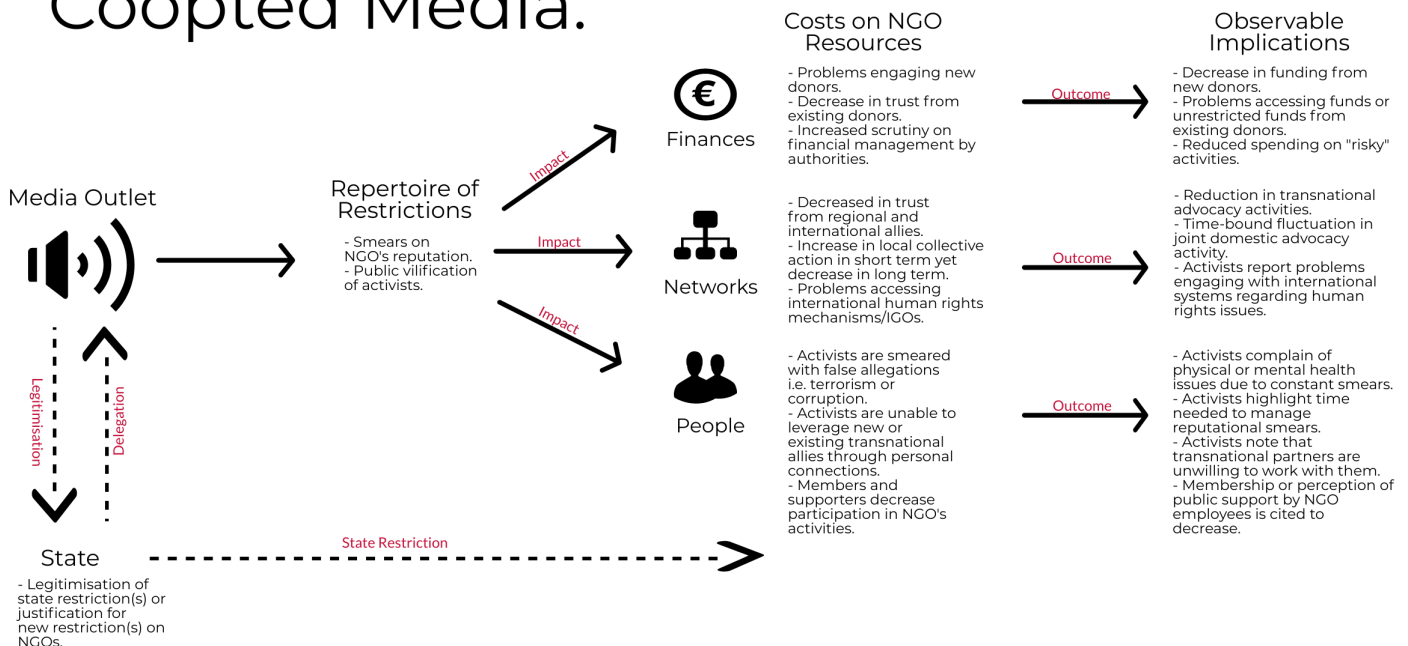 Coopted Media.
Costs on NGO
Resources
Observable
Implications
Media Outlet
Legitimisation
Delegation
State
- Legitimisation of
state restriction(s) or
justification for
new restriction(s) on
NGOs.
State Restriction
Repertoire of
Restrictions
- Smears on
NGO's reputation.
- Public vilification
of activists.
Impact
Impact
Impact
Finances
- Problems engaging new
donors.
- Decrease in trust from
existing donors.
- Increased scrutiny on
financial management by
authorities.
Outcome
- Decrease in funding from
new donors.
- Problems accessing funds or
unrestricted funds from
existing donors.
- Reduced spending on "risky"
activities.
Networks
- Decreased in trust
from regional and
international allies.
- Increase in local collective
action in short term yet
decrease in long term.
- Problems accessing
international human rights
mechanisms/IGOs.
Outcome
- Reduction in transnational
advocacy activities.
- Time-bound fluctuation in
joint domestic advocacy
activity.
- Activists report problems
engaging with international
systems regarding human
rights issues.
People
- Activists are smeared
with false allegations
i.e. terrorism or
corruption.
- Activists are unable to
leverage new or
existing transnational
allies through personal
connections.
- Members and
supporters decrease
participation in NGO's
activities.
Outcome
- Activists complain of
physical or mental health
issues due to constant smears.
- Activists highlight time
needed to manage
reputational smears.
- Activists note that
transnational partners are
unwilling to work with them.
- Membership or perception of
public support by NGO
employees is cited to
decrease.